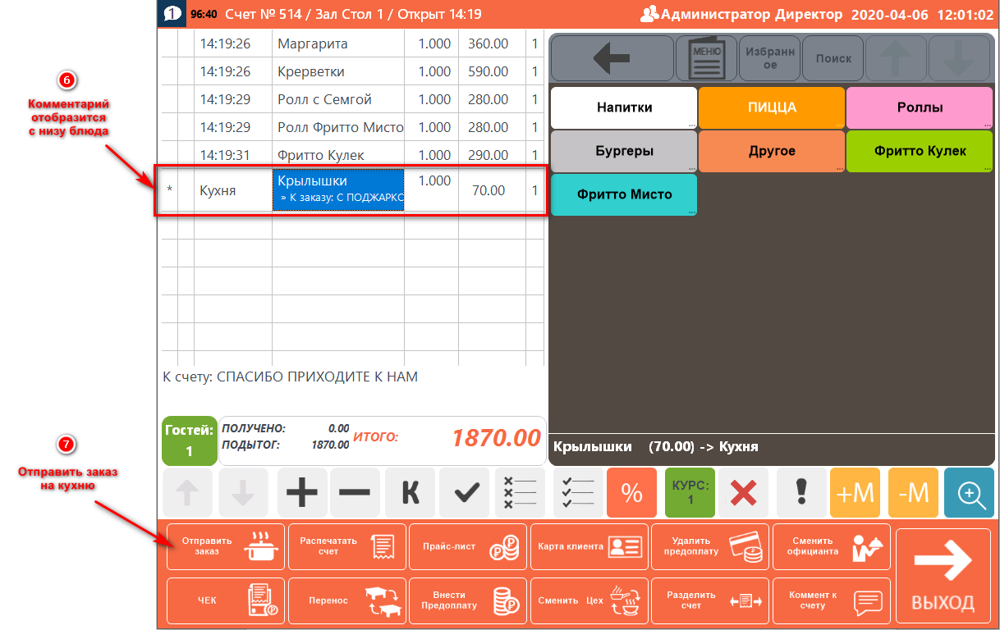 1 96:40 Счет № 514 / Зал Стол 1 / Открыт 14:19 Администратор Директор 2020-04-06 12:01:02
14:19:26 Маргарита 1.000 360.00 1
14:19:26 Крерветки 1.000 590.00 1
14:19:29 Ролл с Семгой 1.000 280.00 1
14:19:29 Ролл Фритто Мисто 1.000 280.00 1
14:19:31 Фритто Кулек 1.000 290.00 1
* Кухня Крылышки 1.000 70.00 1
» К заказу: С ПОДЖАРКО
6
Комментарий
отобразится
с низу блюда
МЕНЮ
Избранн
ое
Поиск
Напитки ...
ПИЦЦА ...
Роллы ...
Бургеры ...
Другое ...
Фритто Кулек ...
Фритто Мисто ...
К счету: СПАСИБО ПРИХОДИТЕ К НАМ
Гостей:
1
ПОЛУЧЕНО: 0.00
ПОДЫТОГ: 1870.00
ИТОГО: 1870.00
Крылышки (70.00) -> Кухня
7
Отправить заказ
на кухню
К
%
КУРС:
1
!
+М
-М
Отправить
заказ
Распечатать
счет
Прайс-лист
Карта клиента
Удалить
предоплату
Сменить
официанта
ЧЕК
Перенос
Внести
Предоплату
Сменить Цех
Разделить
счет
Коммент к
счету
ВЫХОД